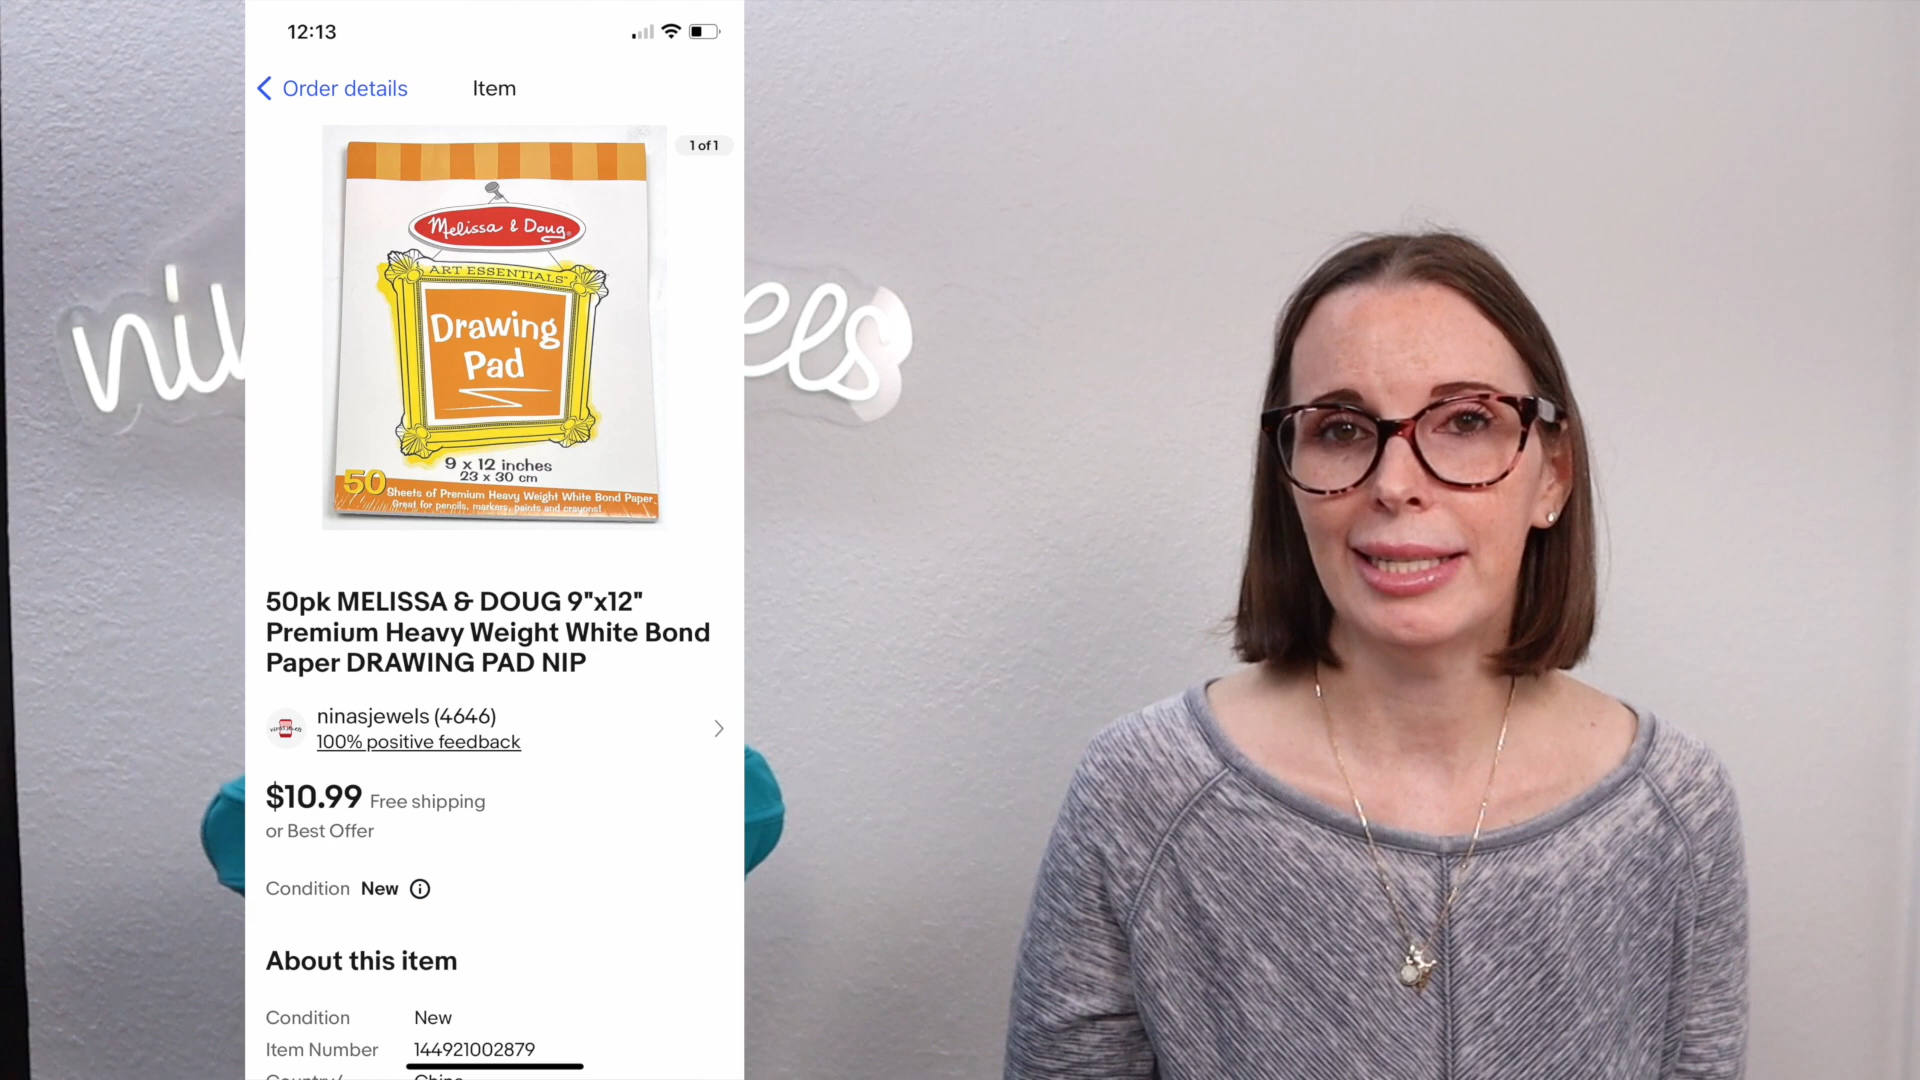 12:13
Order details
Item
1 of 1
Melissa & Doug
ART ESSENTIALS
Drawing
Pad
9 x 12 inches
23 x 30 cm
50 Sheets of Premium Heavy Weight White Bond Paper
Great for pencils, markers, paints and crayons!
50pk MELISSA & DOUG 9"x12"
Premium Heavy Weight White Bond
Paper DRAWING PAD NIP
ninasjewels (4646)
100% positive feedback
$10.99 Free shipping
or Best Offer
Condition New
About this item
Condition New
Item Number 144921002879
els